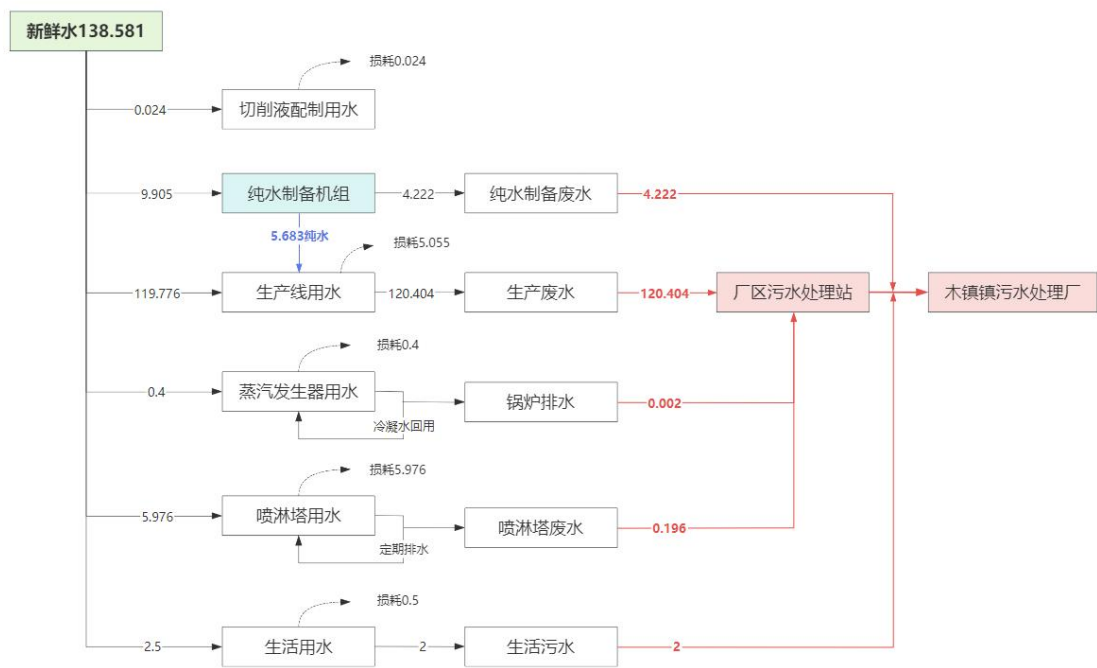 新鲜水138.581
损耗0.024
0.024
切削液配制用水
9.905
纯水制备机组
4.222
纯水制备废水
4.222
5.683纯水
损耗5.055
119.776
生产线用水
120.404
生产废水
120.404
厂区污水处理站
木镇镇污水处理厂
损耗0.4
0.4
蒸汽发生器用水
锅炉排水
0.002
冷凝水回用
损耗5.976
5.976
喷淋塔用水
喷淋塔废水
0.196
定期排水
损耗0.5
2.5
生活用水
2
生活污水
2